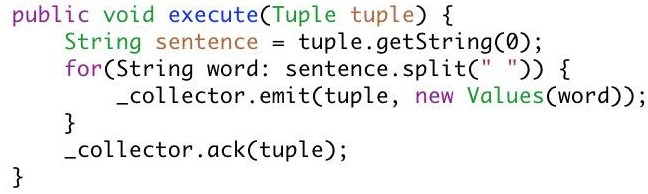 public void execute(Tuple tuple) {
    String sentence = tuple.getString(0);
    for(String word: sentence.split(" ")) {
        _collector.emit(tuple, new Values(word));
    }
    _collector.ack(tuple);
}